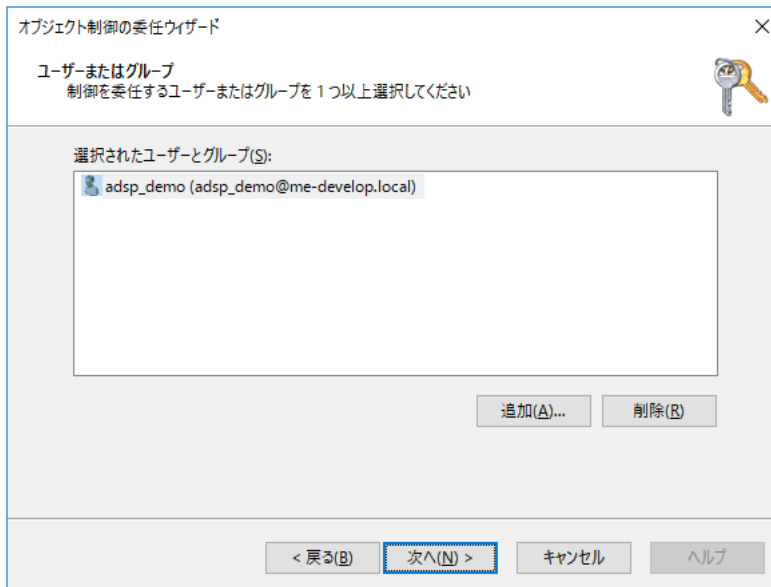 オブジェクト制御の委任ウィザード
ユーザーまたはグループ
制御を委任するユーザーまたはグループを 1 つ以上選択してください
選択されたユーザーとグループ(S):
adsp_demo (adsp_demo@me-develop.local)
追加(A)... 削除(R)
< 戻る(B) 次へ(N) > キャンセル ヘルプ